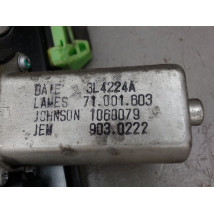 DATE 3L4224A
LAMES 71.001.603
JOHNSON 1060079
JEM 903.0222